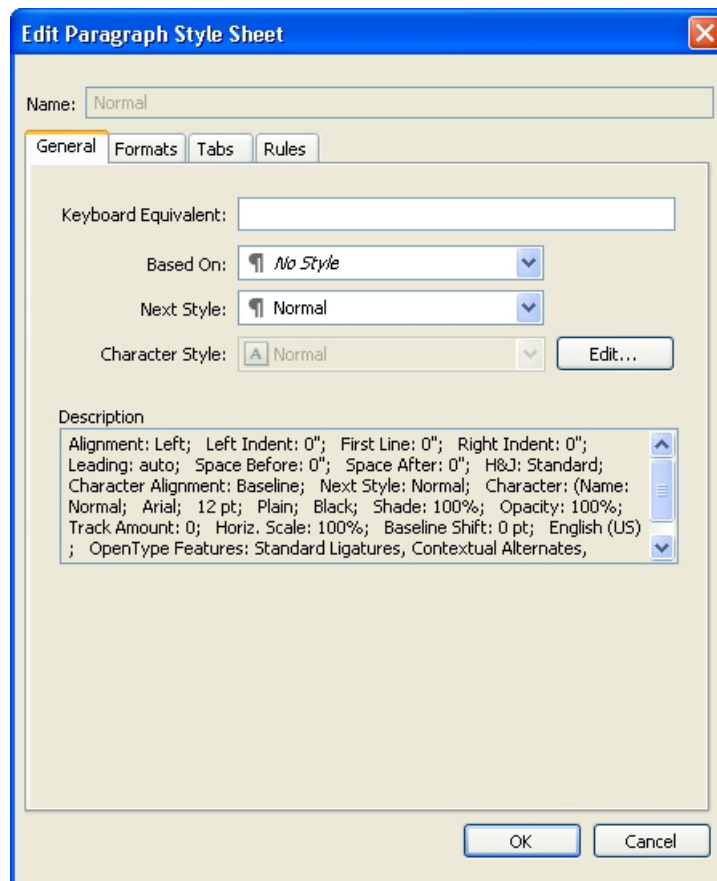 Edit Paragraph Style Sheet
Name: Normal
General Formats Tabs Rules
Keyboard Equivalent:
Based On: ¶ No Style
Next Style: ¶ Normal
Character Style: A Normal Edit...
Description
Alignment: Left; Left Indent: 0"; First Line: 0"; Right Indent: 0";
Leading: auto; Space Before: 0"; Space After: 0"; H&J: Standard;
Character Alignment: Baseline; Next Style: Normal; Character: (Name:
Normal; Arial; 12 pt; Plain; Black; Shade: 100%; Opacity: 100%;
Track Amount: 0; Horiz. Scale: 100%; Baseline Shift: 0 pt; English (US)
; OpenType Features: Standard Ligatures, Contextual Alternates,
OK Cancel